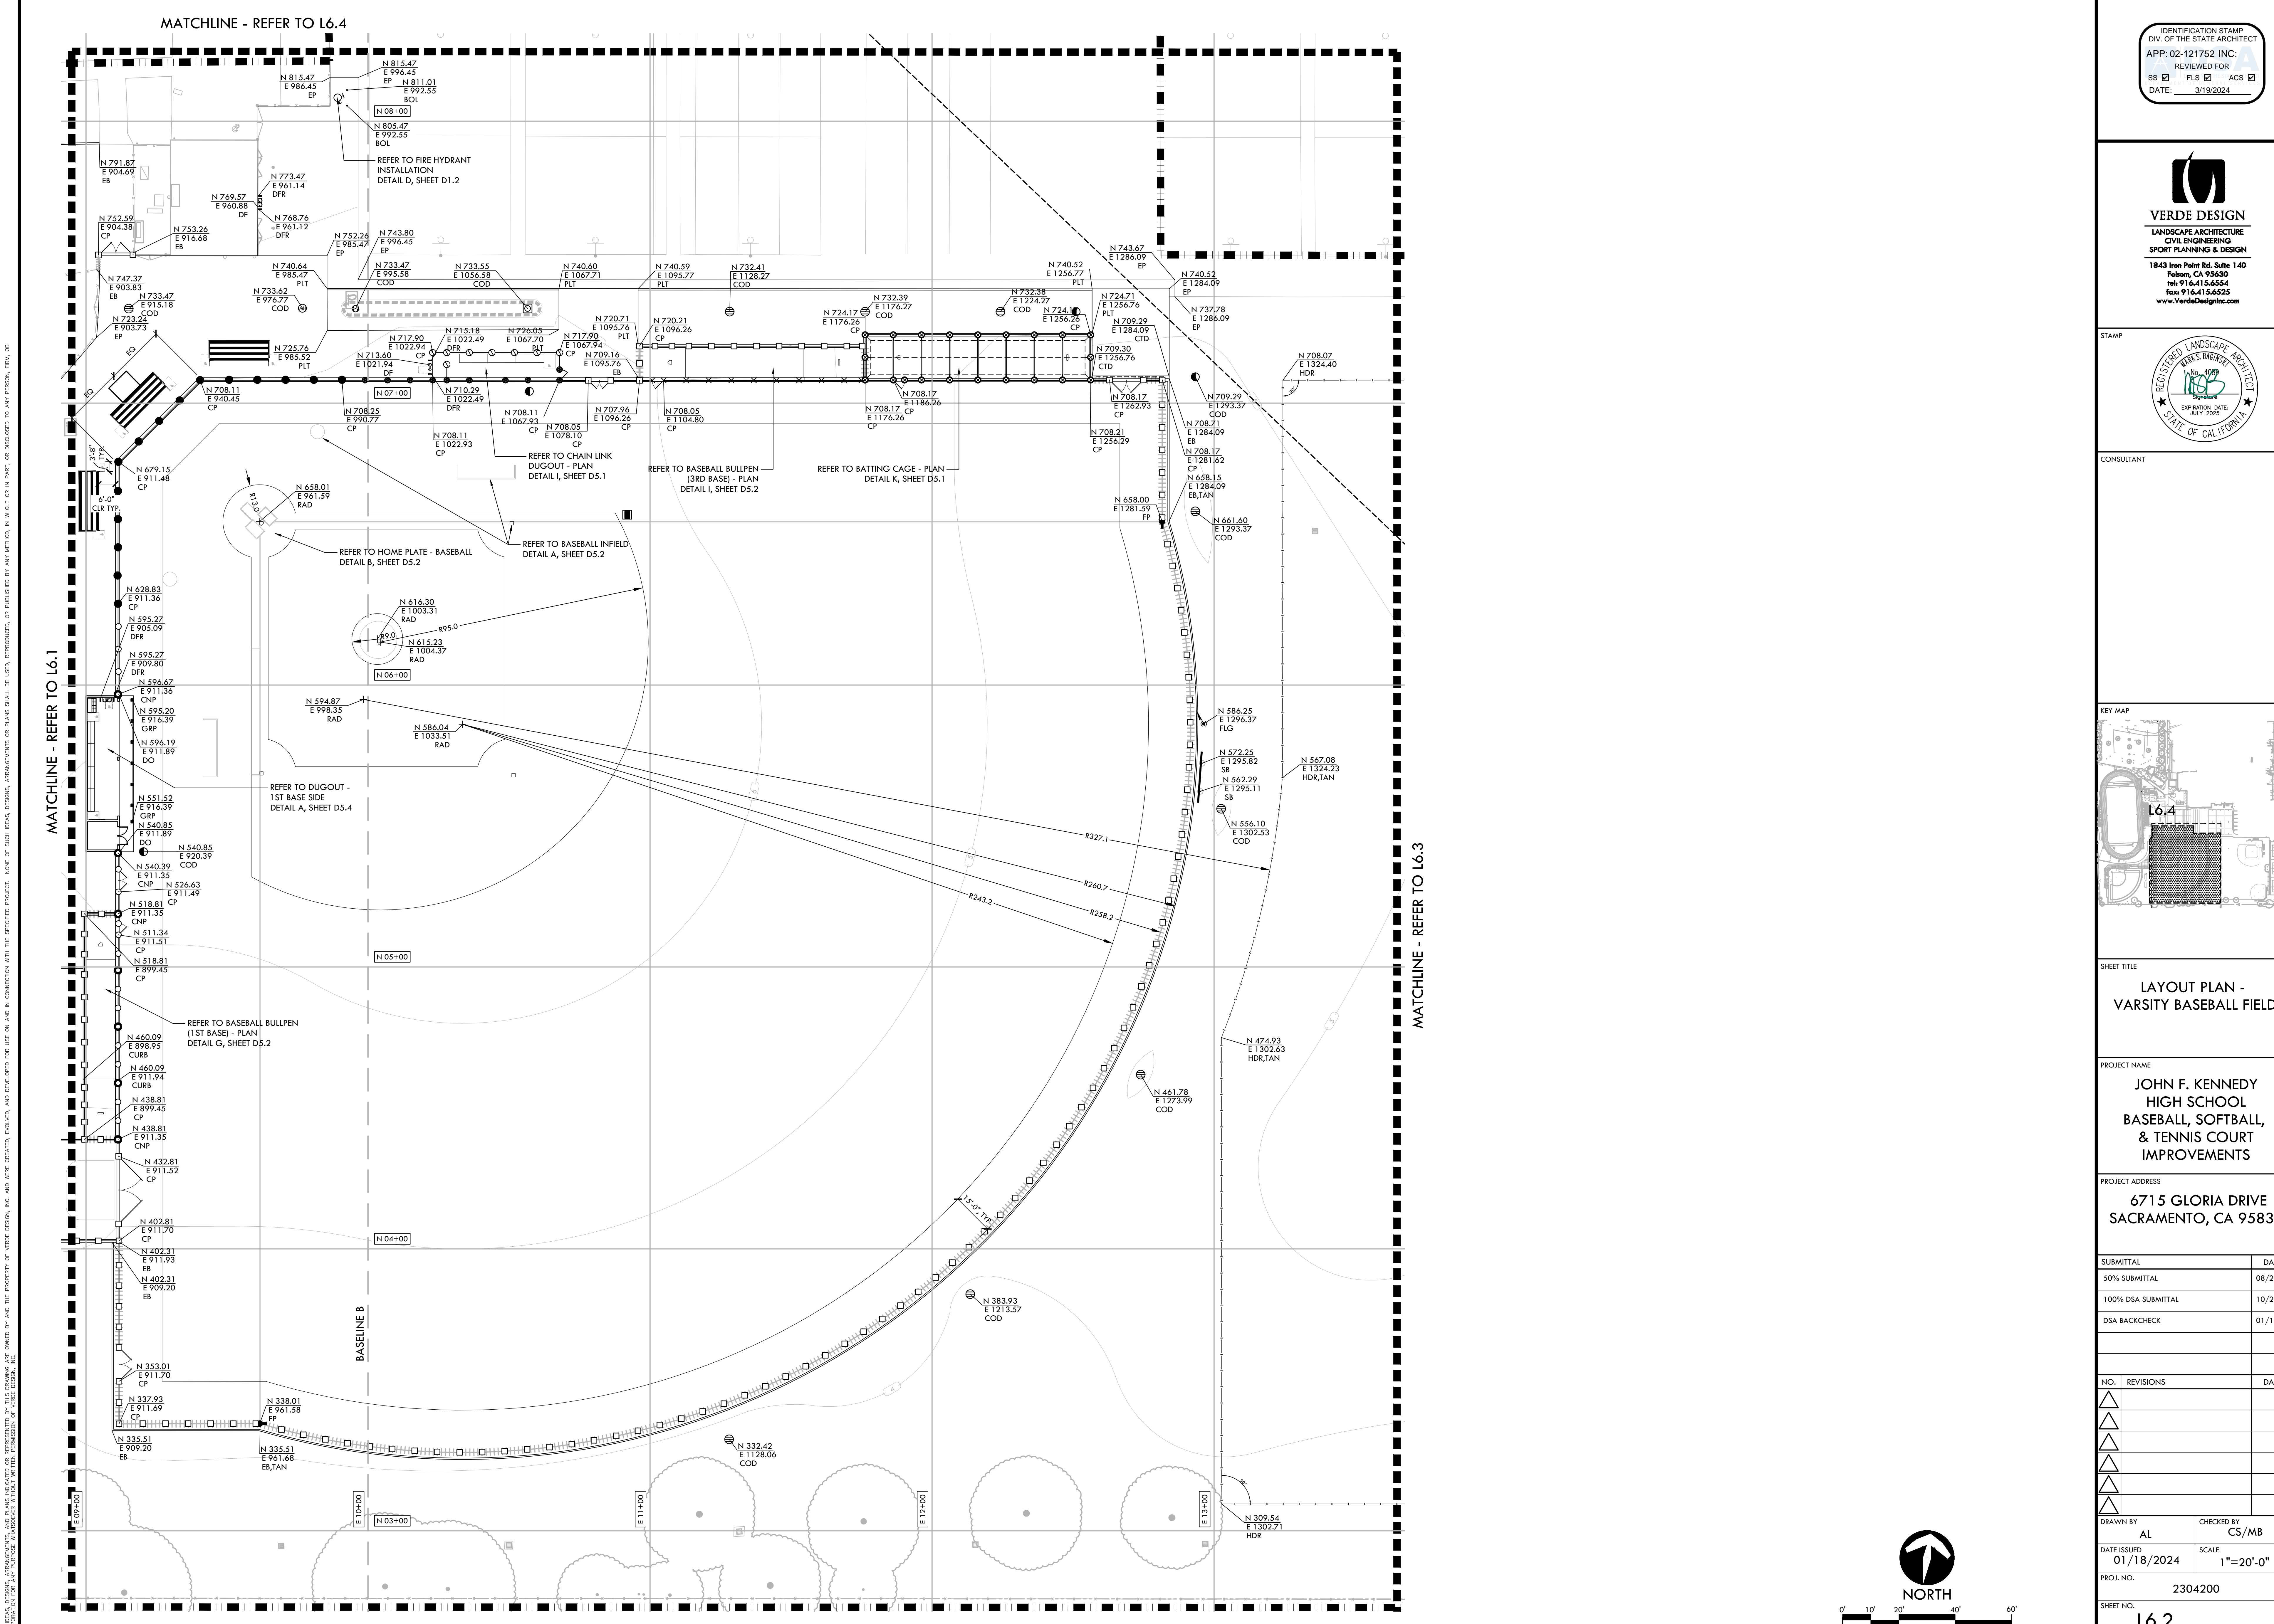 MATCHLINE - REFER TO L6.4
N 815.47
E 996.45
EP
N 815.47
E 986.45
EP
N 811.01
E 992.55
BOL
N 08+00
N 805.47
E 992.55
BOL
REFER TO FIRE HYDRANT
INSTALLATION
DETAIL D, SHEET D1.2
N 791.87
E 904.69
EB
N 773.47
E 961.14
DFR
N 769.57
E 960.88
DF
N 768.76
E 961.12
DFR
N 752.59
E 904.38
CP
N 753.26
E 916.68
EB
N 752.26
E 985.47
EP
N 743.80
E 996.45
EP
N 747.37
E 903.83
EB
N 733.47
E 915.18
COD
N 723.24
E 903.73
EP
N 740.64
E 985.47
PLT
N 733.62
E 976.77
COD
N 733.47
E 995.58
COD
N 733.55
E 1056.58
COD
N 740.60
E 1067.71
PLT
N 740.59
E 1095.77
PLT
N 732.41
E 1128.27
COD
N 732.39
E 1176.27
COD
N 724.17
E 1176.26
CP
N 732.38
E 1224.27
COD
N 740.52
E 1256.77
PLT
N 743.67
E 1286.09
EP
N 740.52
E 1284.09
EP
N 737.78
E 1286.09
EP
E 1256.26
CP
N 724.71
E 1256.76
PLT
N 709.29
E 1284.09
CTD
N 709.30
E 1256.76
CTD
N 725.76
E 985.52
PLT
N 717.90
E 1022.94
CP
N 715.18
E 1022.49
DFR
N 713.60
E 1021.94
DF
N 710.29
E 1022.49
DFR
N 726.05
E 1067.70
PLT
N 717.90
E 1067.94
CP
N 720.71
E 1095.76
PLT
N 720.21
E 1096.26
CP
N 709.16
E 1095.76
EB
EQ
EQ
N 708.11
E 940.45
CP
N 07+00
N 708.25
E 990.77
CP
N 708.11
E 1022.93
CP
N 708.11
E 1067.93
CP
N 708.05
E 1078.10
CP
N 707.96
E 1096.26
CP
N 708.05
E 1104.80
CP
N 708.17
E 1176.26
CP
N 708.17
E 1186.26
CP
N 708.21
E 1256.29
CP
N 708.17
E 1262.93
CP
N 709.29
E 1293.37
COD
N 708.07
E 1324.40
HDR
N 708.71
E 1284.09
EB
N 708.17
E 1281.62
CP
N 658.15
E 1284.09
EB,TAN
N 658.00
E 1281.59
FP
N 661.60
E 1293.37
COD
REFER TO CHAIN LINK
DUGOUT - PLAN
DETAIL I, SHEET D5.1
REFER TO BASEBALL BULLPEN
(3RD BASE) - PLAN
DETAIL I, SHEET D5.2
REFER TO BATTING CAGE - PLAN
DETAIL K, SHEET D5.1
3'-8"
TYP.
N 679.15
E 911.48
CP
6'-0"
CLR TYP.
R13.0
N 658.01
E 961.59
RAD
REFER TO HOME PLATE - BASEBALL
DETAIL B, SHEET D5.2
REFER TO BASEBALL INFIELD
DETAIL A, SHEET D5.2
N 628.83
E 911.36
CP
N 595.27
E 905.09
DFR
N 595.27
E 909.80
DFR
N 596.67
E 911.36
CNP
N 595.20
E 916.39
GRP
N 596.19
E 911.89
DO
N 616.30
E 1003.31
RAD
R9.0
R95.0
N 615.23
E 1004.37
RAD
N 06+00
N 594.87
E 998.35
RAD
N 586.04
E 1033.51
RAD
N 586.25
E 1296.37
FLG
N 572.25
E 1295.82
SB
N 562.29
E 1295.11
SB
N 567.08
E 1324.23
HDR,TAN
N 556.10
E 1302.53
COD
REFER TO DUGOUT -
1ST BASE SIDE
DETAIL A, SHEET D5.4
N 551.52
E 916.39
GRP
N 540.85
E 911.89
DO
N 540.85
E 920.39
COD
N 540.39
E 911.35
CNP
N 526.63
E 911.49
CP
N 518.81
E 911.35
CNP
N 511.34
E 911.51
CP
N 518.81
E 899.45
CP
R327.1
R260.7
R258.2
R243.2
N 05+00
REFER TO BASEBALL BULLPEN
(1ST BASE) - PLAN
DETAIL G, SHEET D5.2
N 460.09
E 898.95
CURB
N 460.09
E 911.94
CURB
N 438.81
E 899.45
CP
N 438.81
E 911.35
CNP
N 432.81
E 911.52
CP
N 474.93
E 1302.63
HDR,TAN
N 461.78
E 1273.99
COD
15'-0", TYP.
N 402.81
E 911.70
CP
N 402.31
E 911.93
EB
N 402.31
E 909.20
EB
N 04+00
BASELINE B
N 383.93
E 1213.57
COD
N 353.01
E 911.70
CP
N 337.93
E 911.69
CP
N 338.01
E 961.58
FP
N 335.51
E 909.20
EB
N 335.51
E 961.68
EB,TAN
N 332.42
E 1128.06
COD
E 09+00
E 10+00
N 03+00
E 11+00
E 12+00
E 13+00
N 309.54
E 1302.71
HDR
MATCHLINE - REFER TO L6.1
MATCHLINE - REFER TO L6.3
NORTH
0' 10' 20' 40' 60'
IDENTIFICATION STAMP
DIV. OF THE STATE ARCHITECT
APP: 02-121752 INC:
REVIEWED FOR
SS FLS ACS
DATE: 3/19/2024
VERDE DESIGN
LANDSCAPE ARCHITECTURE
CIVIL ENGINEERING
SPORT PLANNING & DESIGN
1843 Iron Point Rd. Suite 140
Folsom, CA 95630
tel: 916.415.6554
fax: 916.415.6525
www.VerdeDesignInc.com
STAMP
REGISTERED LANDSCAPE ARCHITECT
MARK S. BAGINSKI
No. 4089
Signature
EXPIRATION DATE:
JULY 2025
STATE OF CALIFORNIA
CONSULTANT
KEY MAP
L6.4
SHEET TITLE
LAYOUT PLAN -
VARSITY BASEBALL FIELD
PROJECT NAME
JOHN F. KENNEDY
HIGH SCHOOL
BASEBALL, SOFTBALL,
& TENNIS COURT
IMPROVEMENTS
PROJECT ADDRESS
6715 GLORIA DRIVE
SACRAMENTO, CA 9583
SUBMITTAL DA
50% SUBMITTAL 08/2
100% DSA SUBMITTAL 10/2
DSA BACKCHECK 01/1
NO. REVISIONS DA
DRAWN BY
AL
CHECKED BY
CS/MB
DATE ISSUED
01/18/2024
SCALE
1"=20'-0"
PROJ. NO.
2304200
SHEET NO.
L6.2